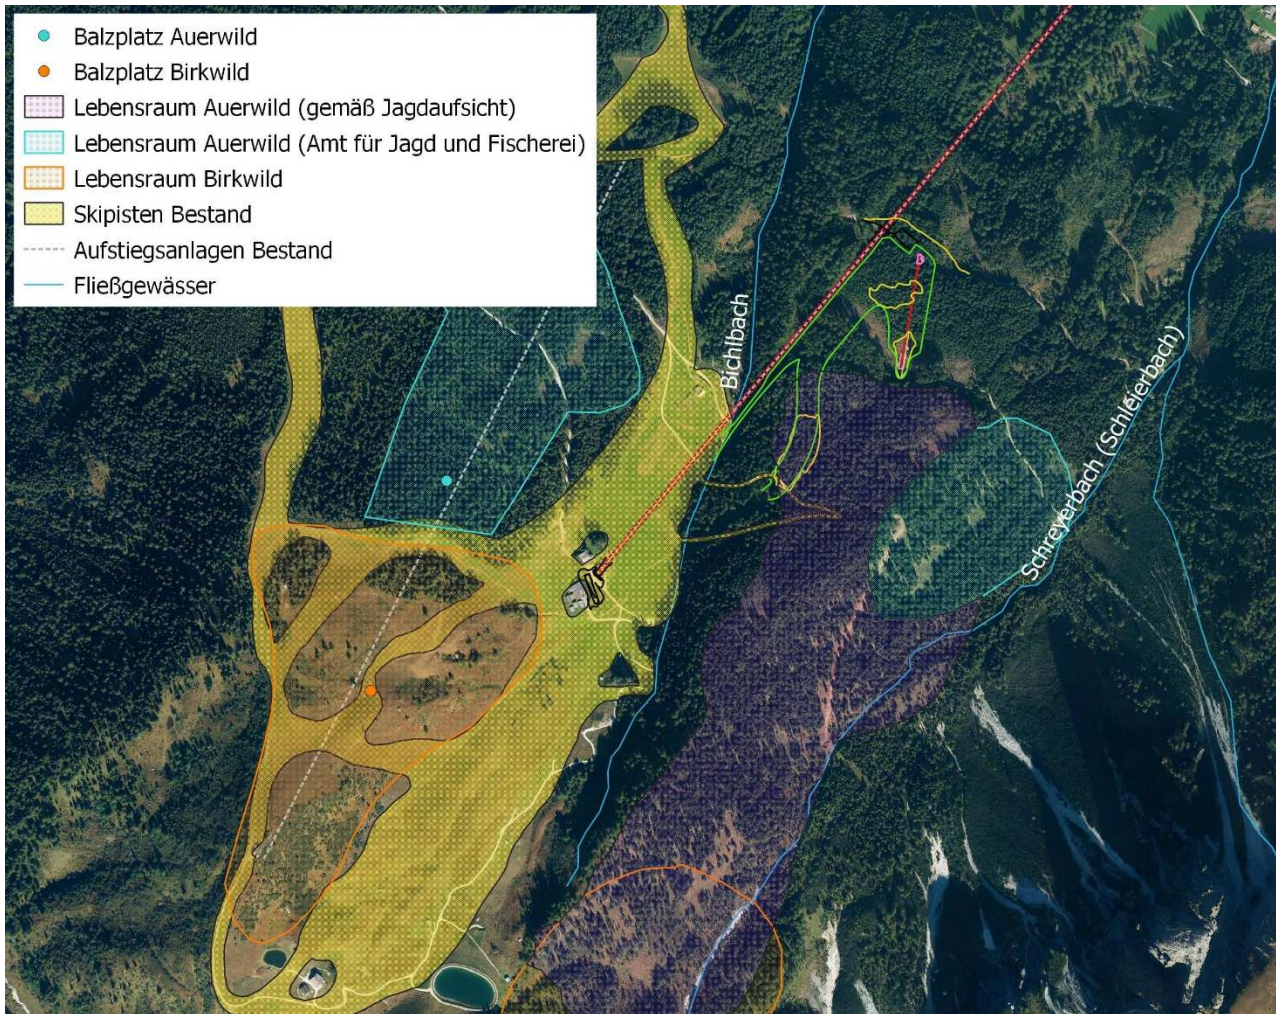 Balzplatz Auerwild
Balzplatz Birkwild
Lebensraum Auerwild (gemäß Jagdaufsicht)
Lebensraum Auerwild (Amt für Jagd und Fischerei)
Lebensraum Birkwild
Skipisten Bestand
Aufstiegsanlagen Bestand
Fließgewässer
Bichlbach
Schreyerbach (Schleierbach)